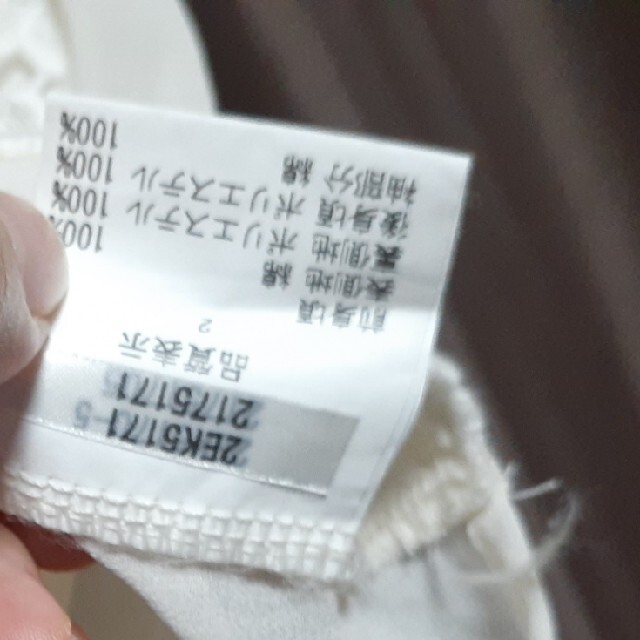 2EK5171-5
2175171
品質表示
2
前身頃
表側地 綿 100%
裏側地 ポリエステル 100%
後身頃 ポリエステル 100%
袖部分 綿 100%